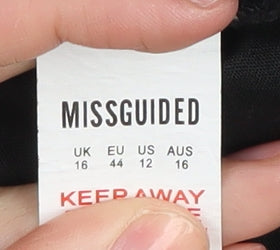 MISSGUIDED
UK EU US AUS
16 44 12 16
KEEP AWAY